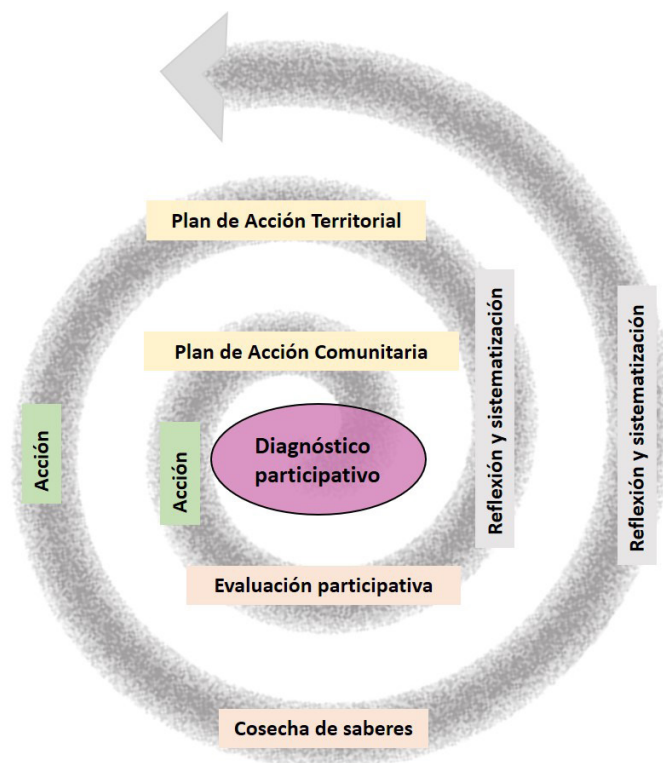 Plan de Acción Territorial
Plan de Acción Comunitaria
Reflexión y sistematización
Reflexión y sistematización
Acción
Acción
Diagnóstico
participativo
Evaluación participativa
Cosecha de saberes